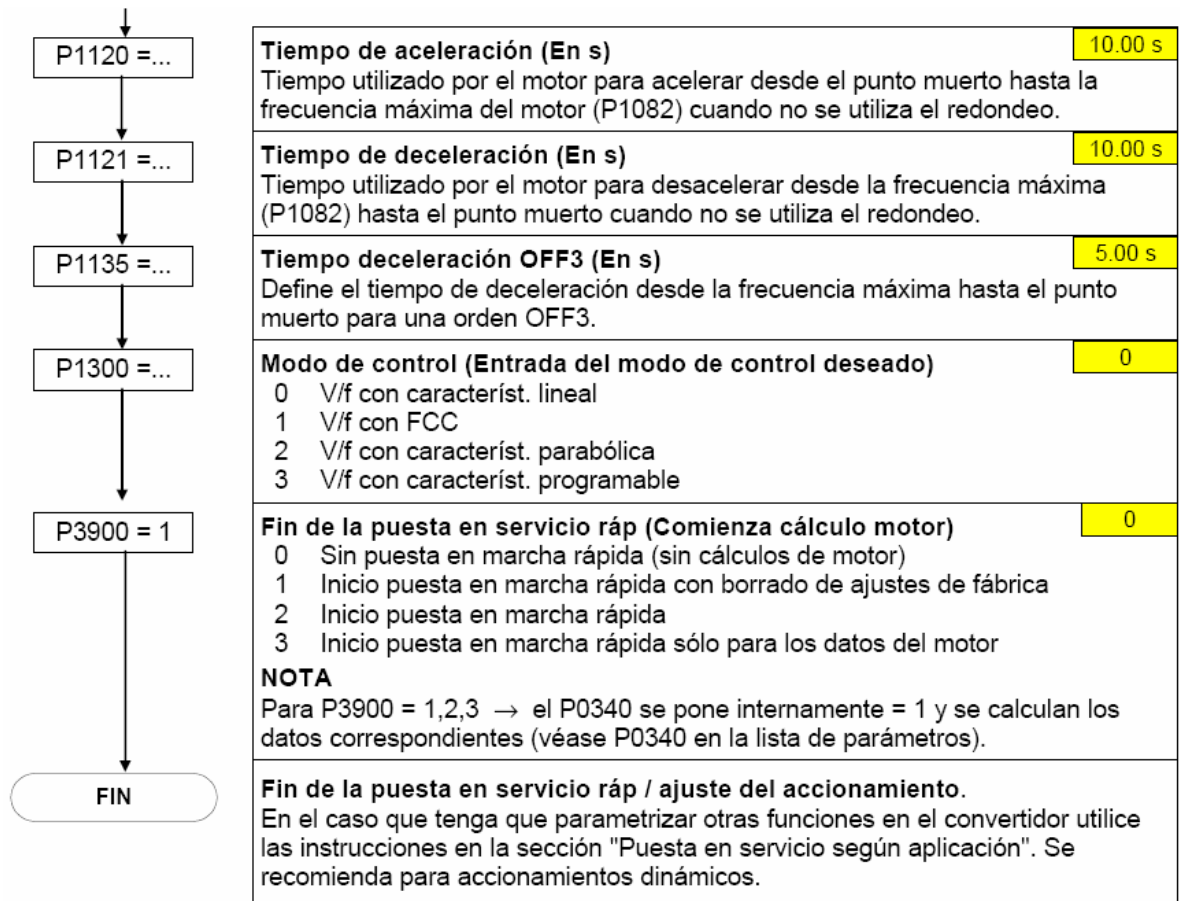 P1120 =...
Tiempo de aceleración (En s)
10.00 s
Tiempo utilizado por el motor para acelerar desde el punto muerto hasta la
frecuencia máxima del motor (P1082) cuando no se utiliza el redondeo.
P1121 =...
Tiempo de deceleración (En s)
10.00 s
Tiempo utilizado por el motor para desacelerar desde la frecuencia máxima
(P1082) hasta el punto muerto cuando no se utiliza el redondeo.
P1135 =...
Tiempo deceleración OFF3 (En s)
5.00 s
Define el tiempo de deceleración desde la frecuencia máxima hasta el punto
muerto para una orden OFF3.
P1300 =...
Modo de control (Entrada del modo de control deseado)
0
0 V/f con característ. lineal
1 V/f con FCC
2 V/f con característ. parabólica
3 V/f con característ. programable
P3900 = 1
Fin de la puesta en servicio ráp (Comienza cálculo motor)
0
0 Sin puesta en marcha rápida (sin cálculos de motor)
1 Inicio puesta en marcha rápida con borrado de ajustes de fábrica
2 Inicio puesta en marcha rápida
3 Inicio puesta en marcha rápida sólo para los datos del motor
NOTA
Para P3900 = 1,2,3 → el P0340 se pone internamente = 1 y se calculan los
datos correspondientes (véase P0340 en la lista de parámetros).
FIN
Fin de la puesta en servicio ráp / ajuste del accionamiento.
En el caso que tenga que parametrizar otras funciones en el convertidor utilice
las instrucciones en la sección "Puesta en servicio según aplicación". Se
recomienda para accionamientos dinámicos.